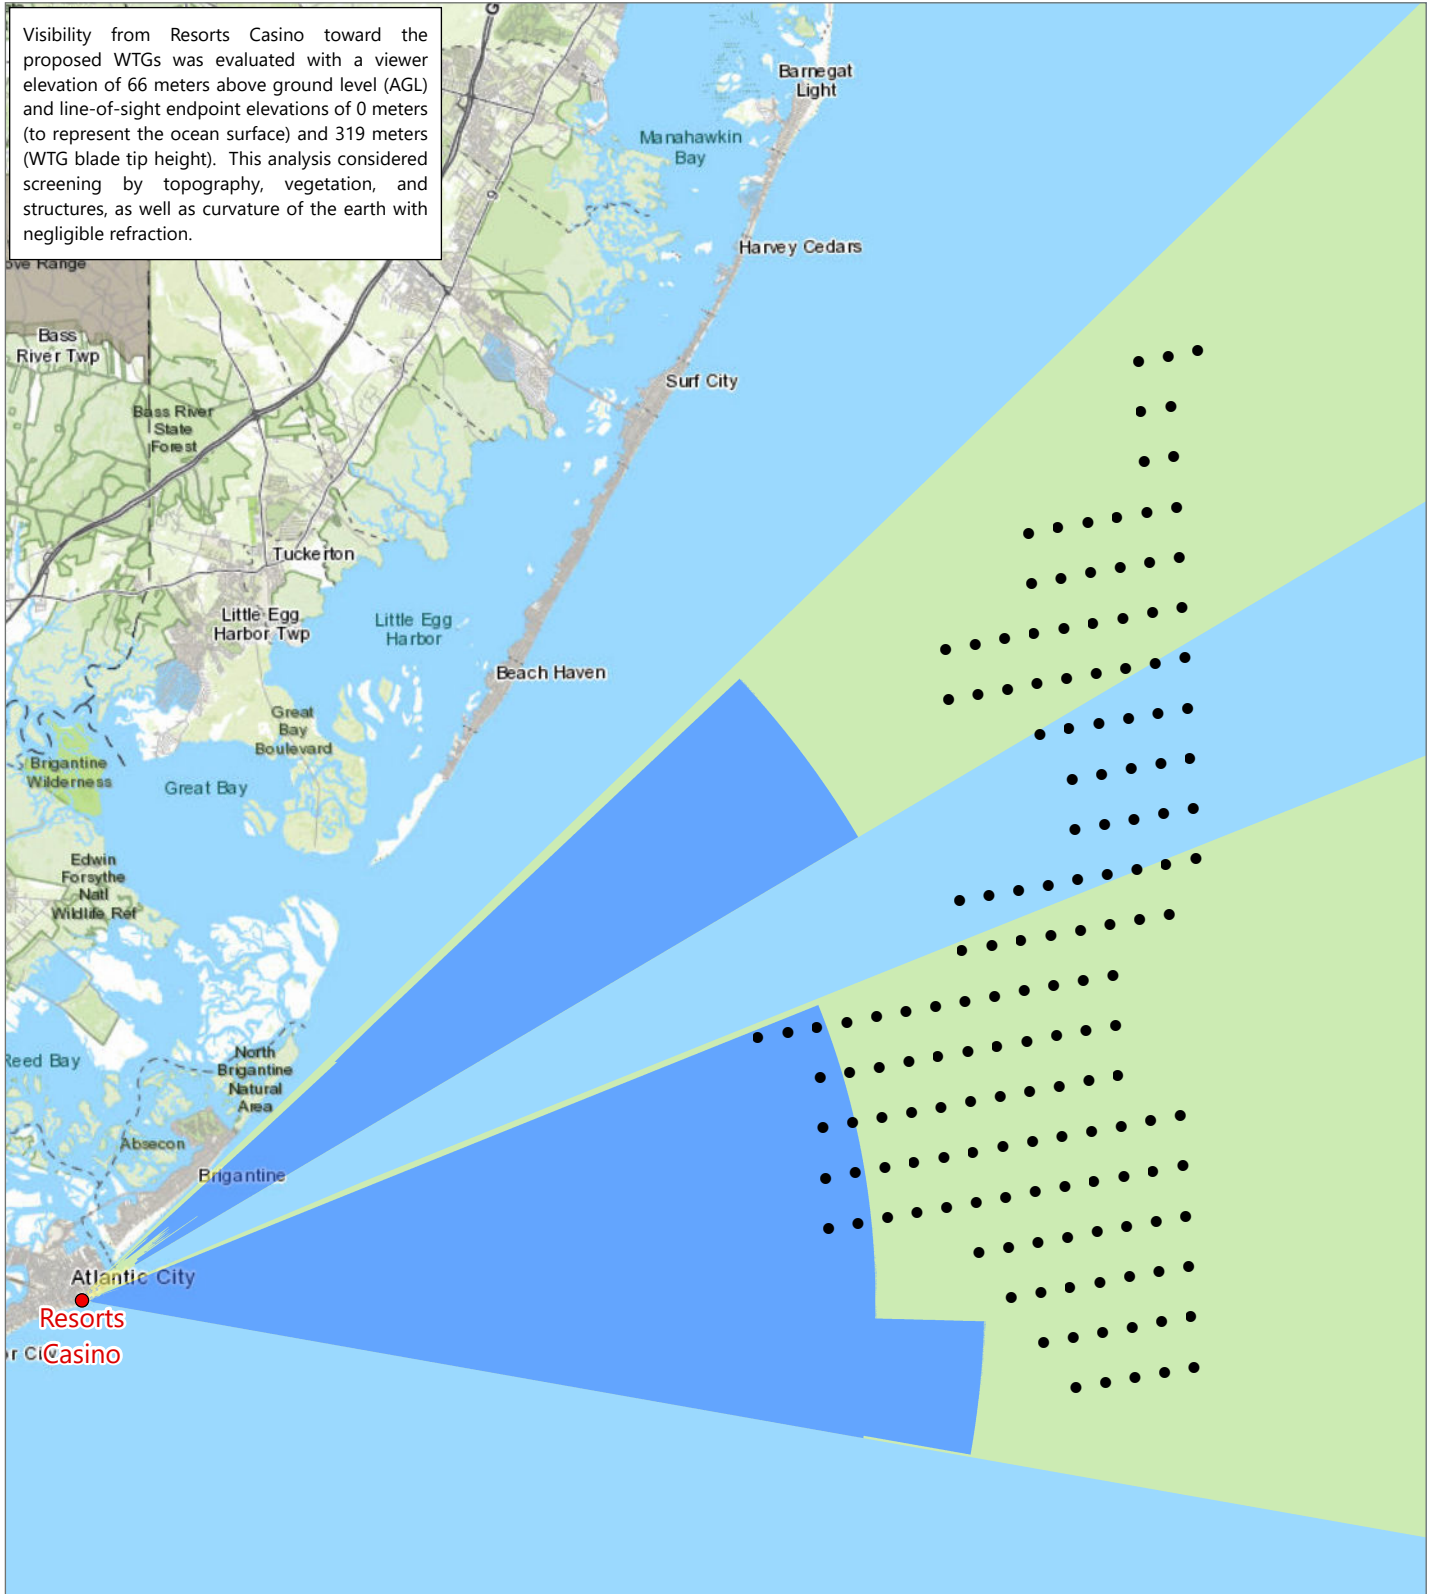 Visibility from Resorts Casino toward the
proposed WTGs was evaluated with a viewer
elevation of 66 meters above ground level (AGL)
and line-of-sight endpoint elevations of 0 meters
(to represent the ocean surface) and 319 meters
(WTG blade tip height). This analysis considered
screening by topography, vegetation, and
structures, as well as curvature of the earth with
negligible refraction.
G
Barnegat
Light
Manahawkin
Bay
9
Harvey Cedars
Range
Bass
River Twp
Surf City
Bass River
State
Forest
Tuckerton
Little Egg
Harbor Twp
Little Egg
Harbor
Beach Haven
Great
Bay
Boulevard
Brigantine
Wilderness
Great Bay
Edwin
Forsythe
Natl
Wildlife Ref
Reed Bay
North
Brigantine
Natural
Area
Absecon
Brigantine
Atlantic City
Resorts
Casino